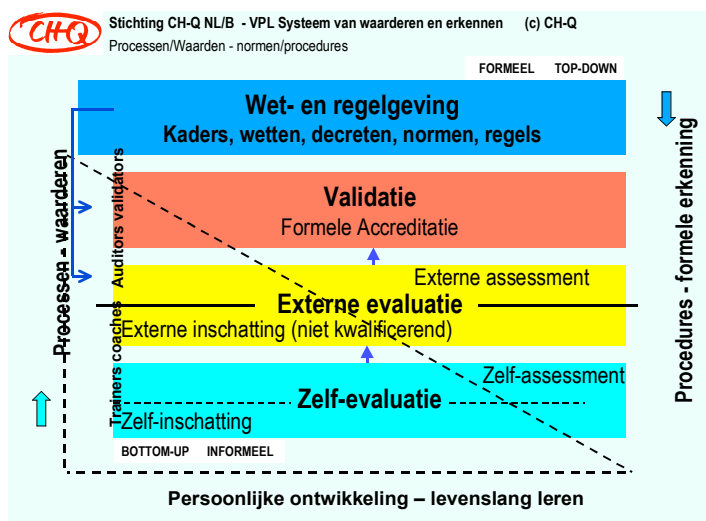 CH-Q
Stichting CH-Q NL/B - VPL Systeem van waarderen en erkennen (c) CH-Q
Processen/Waarden - normen/procedures
FORMEEL TOP-DOWN
Wet- en regelgeving
Kaders, wetten, decreten, normen, regels
Validatie
Formele Accreditatie
Externe assessment
Externe evaluatie
Externe inschatting (niet kwalificerend)
Zelf-assessment
Zelf-evaluatie
Zelf-inschatting
BOTTOM-UP INFORMEEL
Persoonlijke ontwikkeling – levenslang leren
Processen - waarderen
Trainers coaches Auditors validators
Procedures - formele erkenning